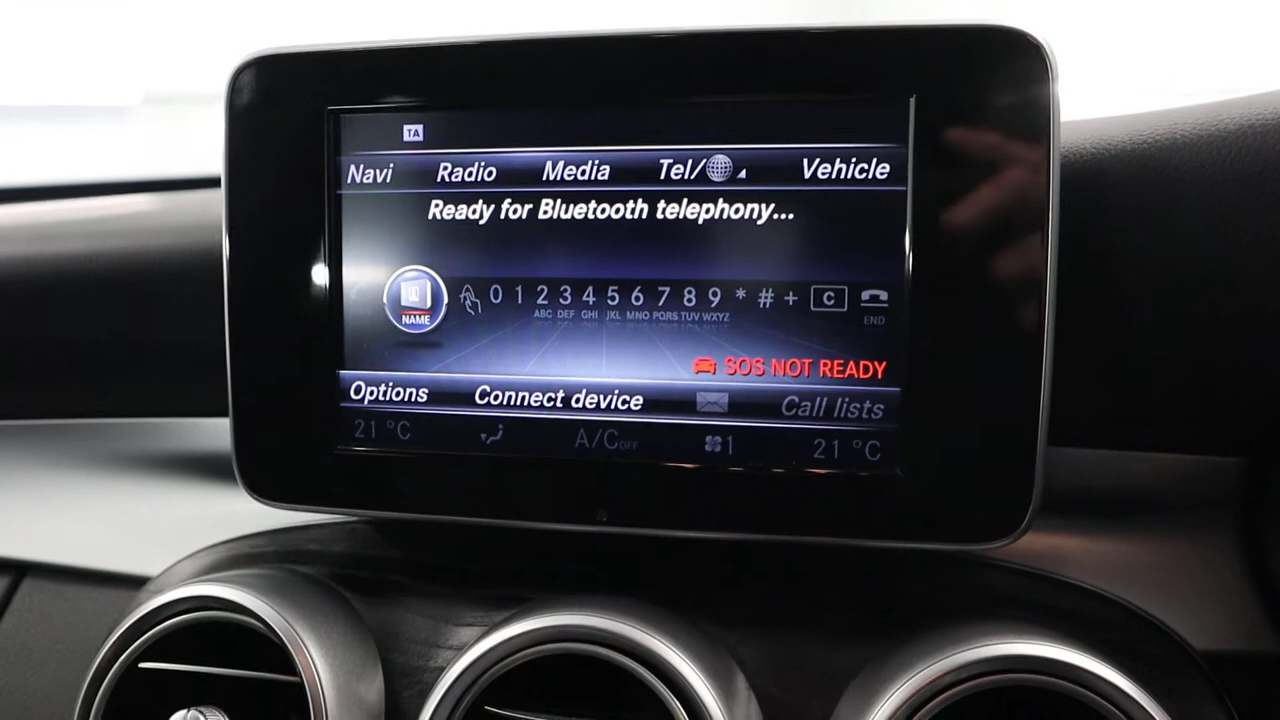 TA
Navi Radio Media Tel/ Vehicle
Ready for Bluetooth telephony...
NAME 0 1 2 3 4 5 6 7 8 9 * # + C
ABC DEF GHI JKL MNO PQRS TUV WXYZ END
SOS NOT READY
Options Connect device Call lists
21 °C A/C OFF 1 21 °C